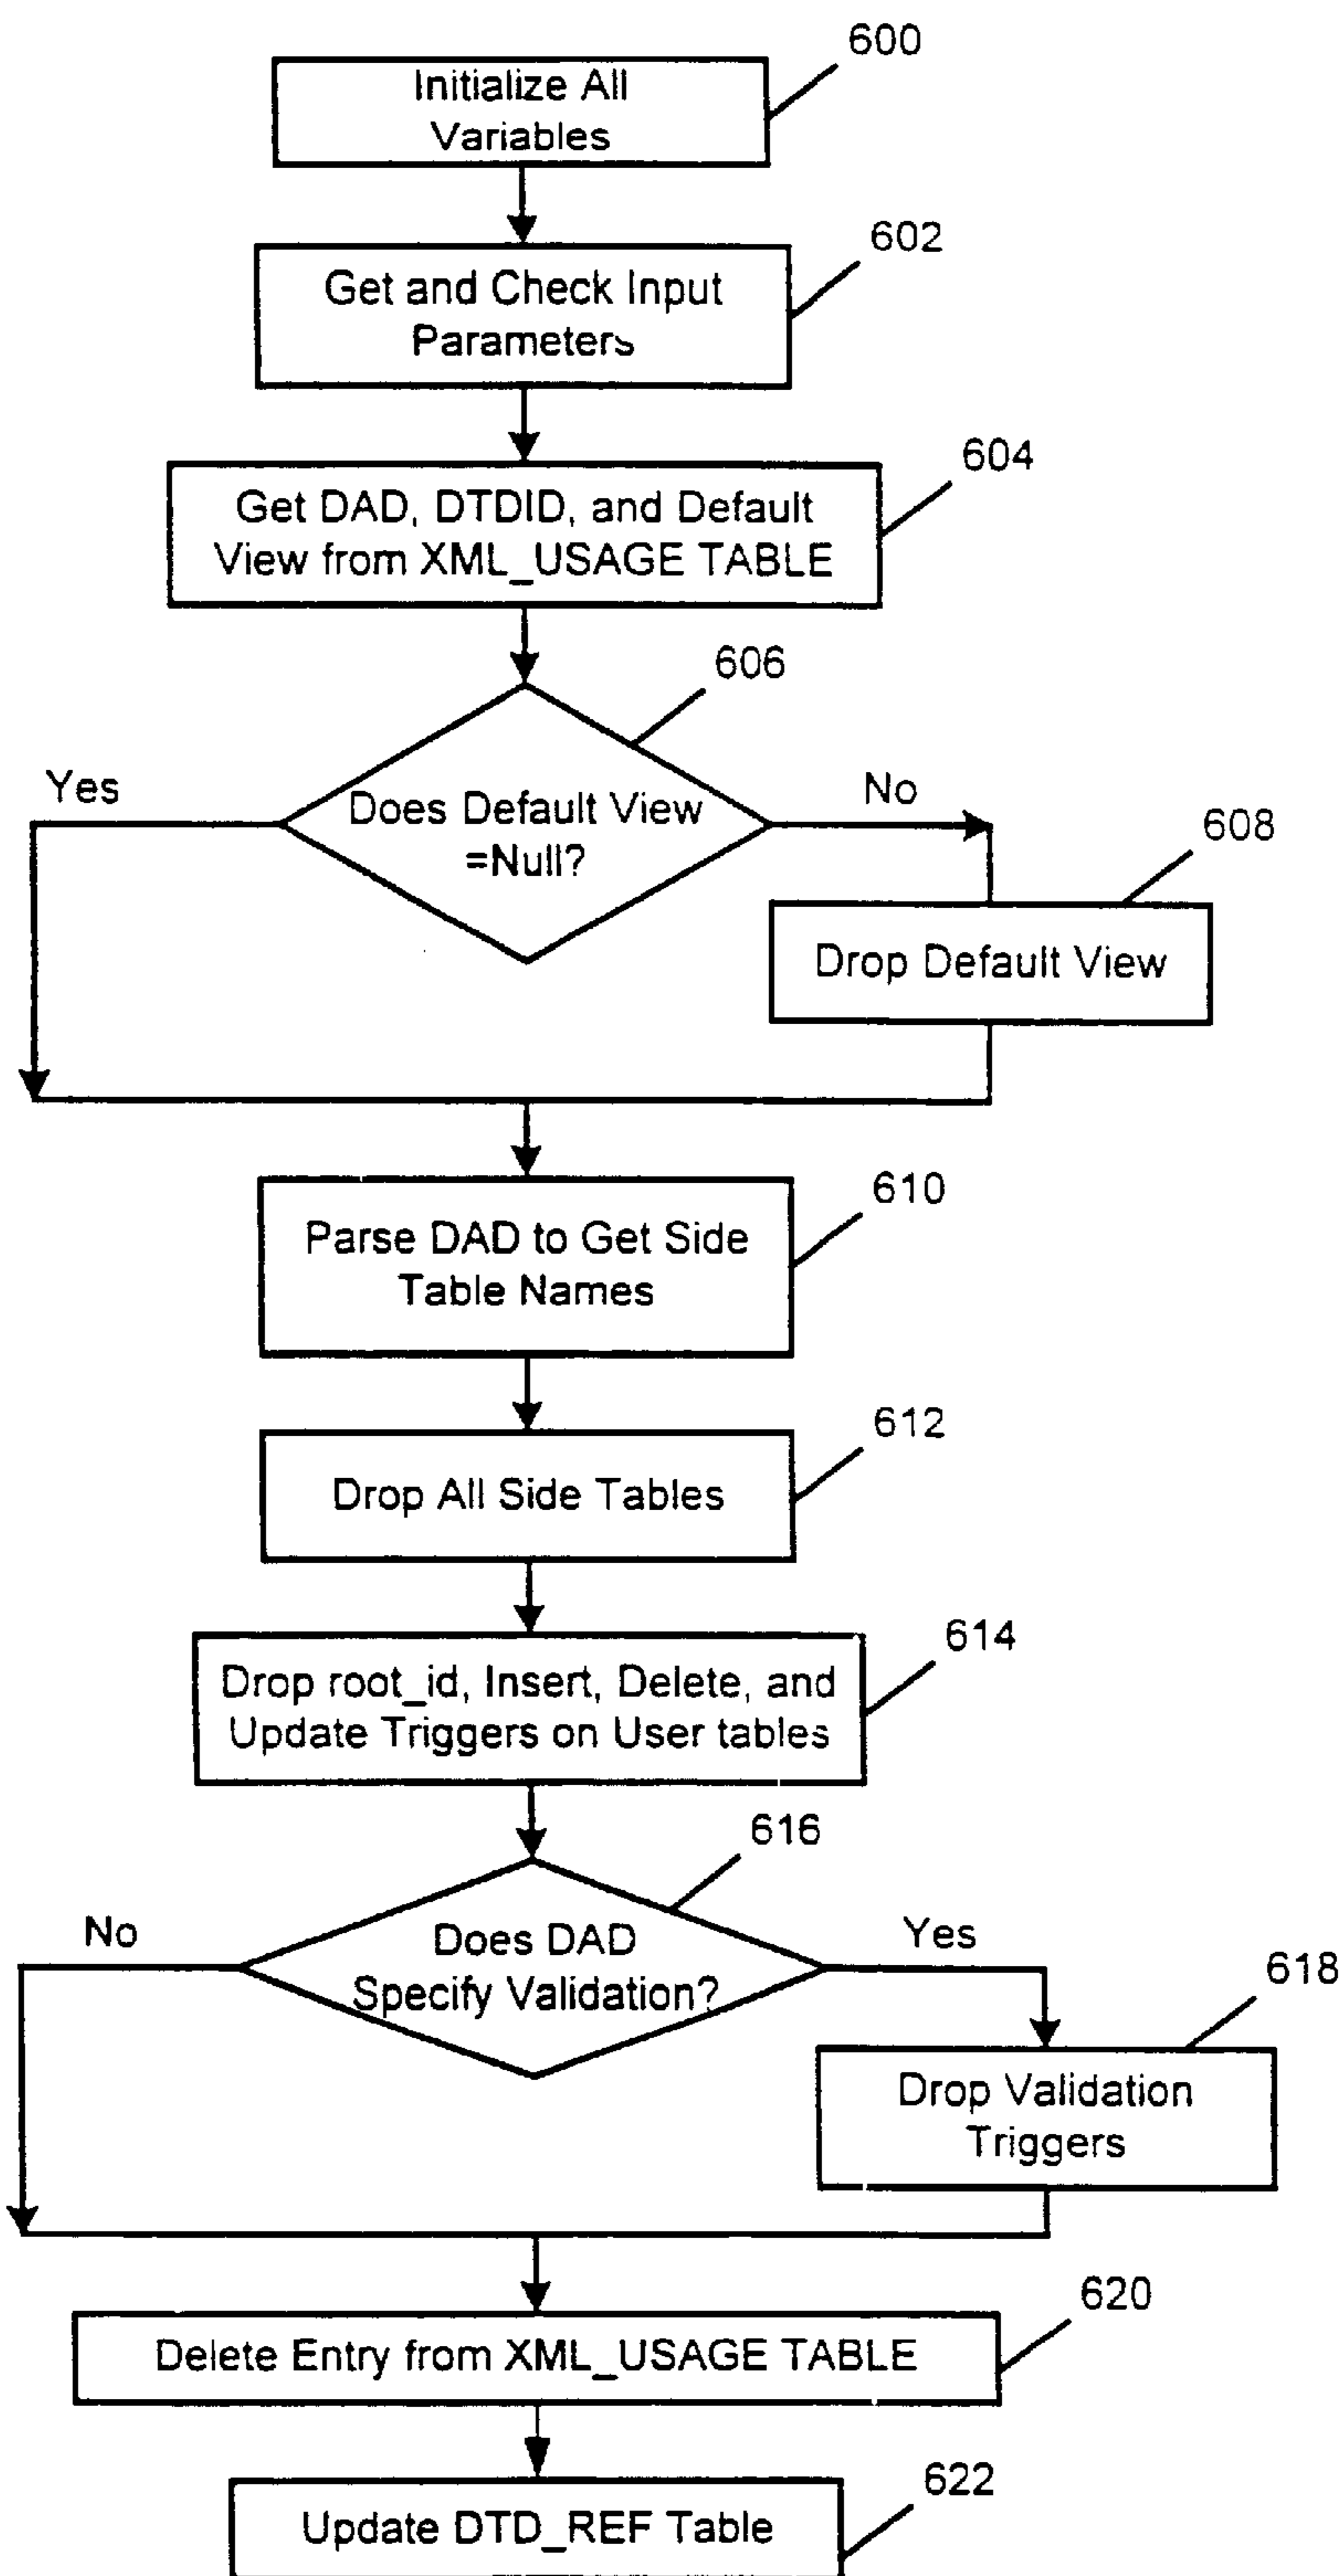 600
Initialize All
Variables
602
Get and Check Input
Parameters
604
Get DAD, DTDID, and Default
View from XML_USAGE TABLE
606
Yes
No
Does Default View
=Null?
608
Drop Default View
610
Parse DAD to Get Side
Table Names
612
Drop All Side Tables
614
Drop root_id, Insert, Delete, and
Update Triggers on User tables
616
No
Yes
Does DAD
Specify Validation?
618
Drop Validation
Triggers
620
Delete Entry from XML_USAGE TABLE
622
Update DTD_REF Table